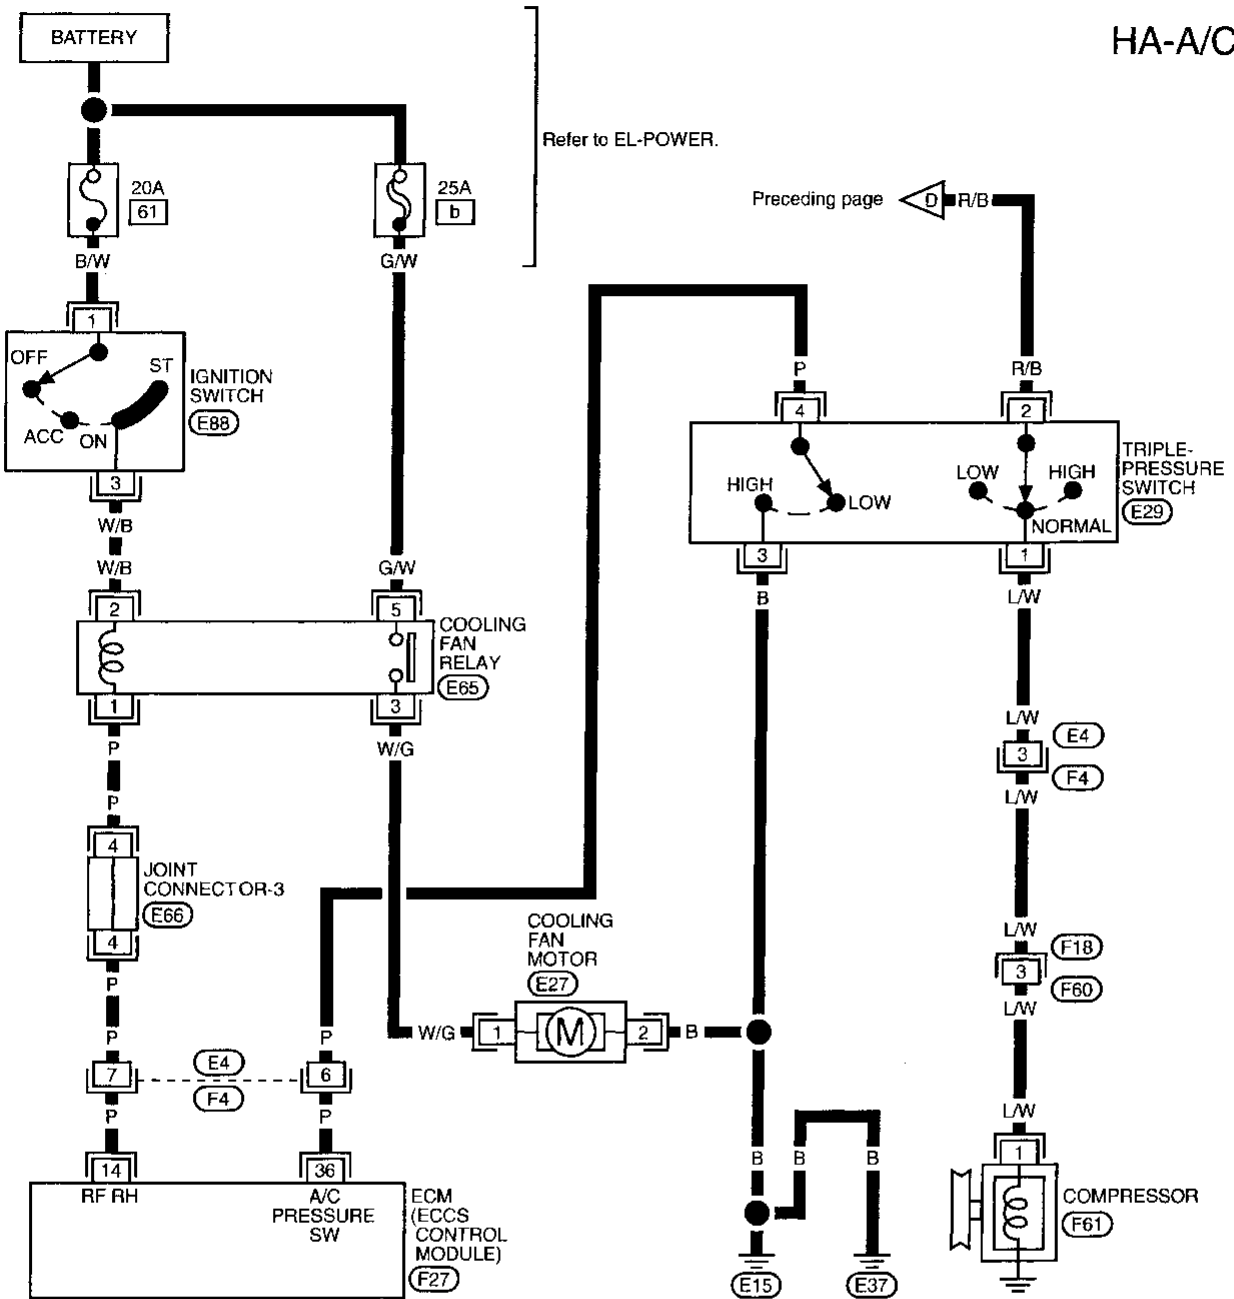 HA-A/C
BATTERY
Refer to EL-POWER.
20A
61
25A
b
Preceding page
D
R/B
B/W
G/W
1
OFF
ST
ACC
ON
IGNITION
SWITCH
E88
3
W/B
W/B
G/W
P
R/B
4
2
HIGH
LOW
LOW
HIGH
NORMAL
TRIPLE-
PRESSURE
SWITCH
E29
3
1
B
L/W
2
5
COOLING
FAN
RELAY
E65
1
3
P
W/G
L/W
3
E4
F4
L/W
P
4
JOINT
CONNECTOR-3
E66
4
P
COOLING
FAN
MOTOR
E27
L/W
3
F18
F60
L/W
P
P
W/G
1
M
2
B
7
E4
F4
6
P
P
L/W
14
36
RF RH
A/C
PRESSURE
SW
ECM
(ECCS
CONTROL
MODULE)
F27
B
B
B
E15
E37
1
COMPRESSOR
F61